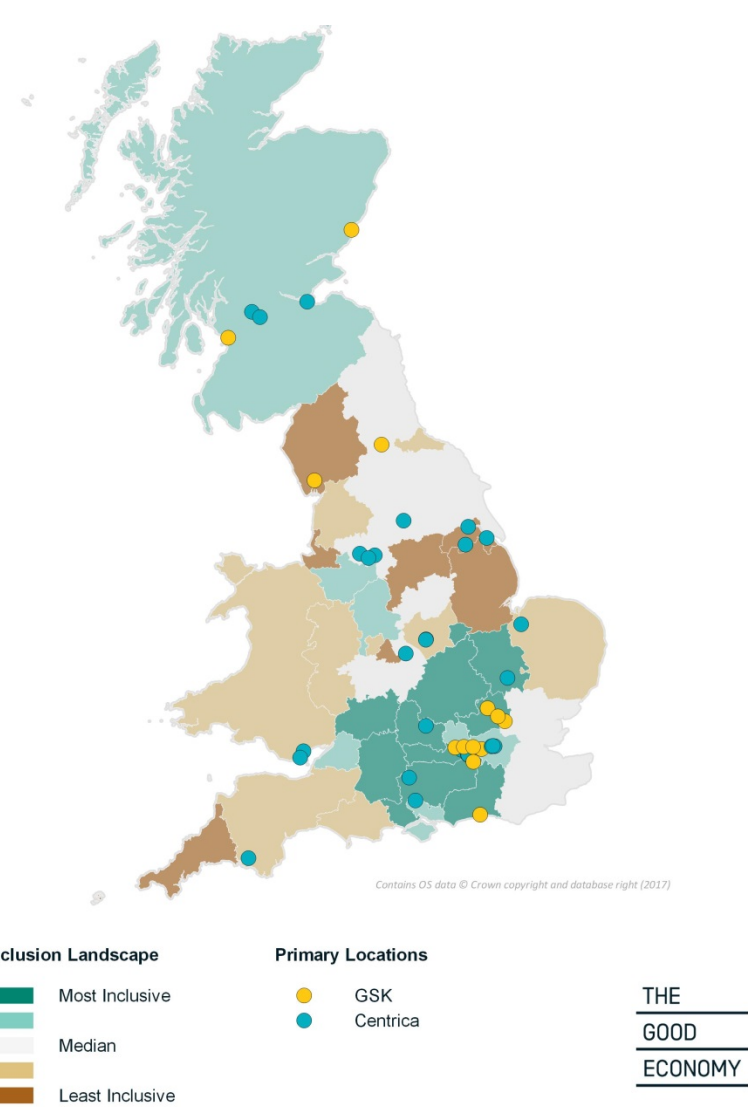 Contains OS data © Crown copyright and database right (2017)
clusion Landscape
Most Inclusive
Median
Least Inclusive
Primary Locations
GSK
Centrica
THE
GOOD
ECONOMY